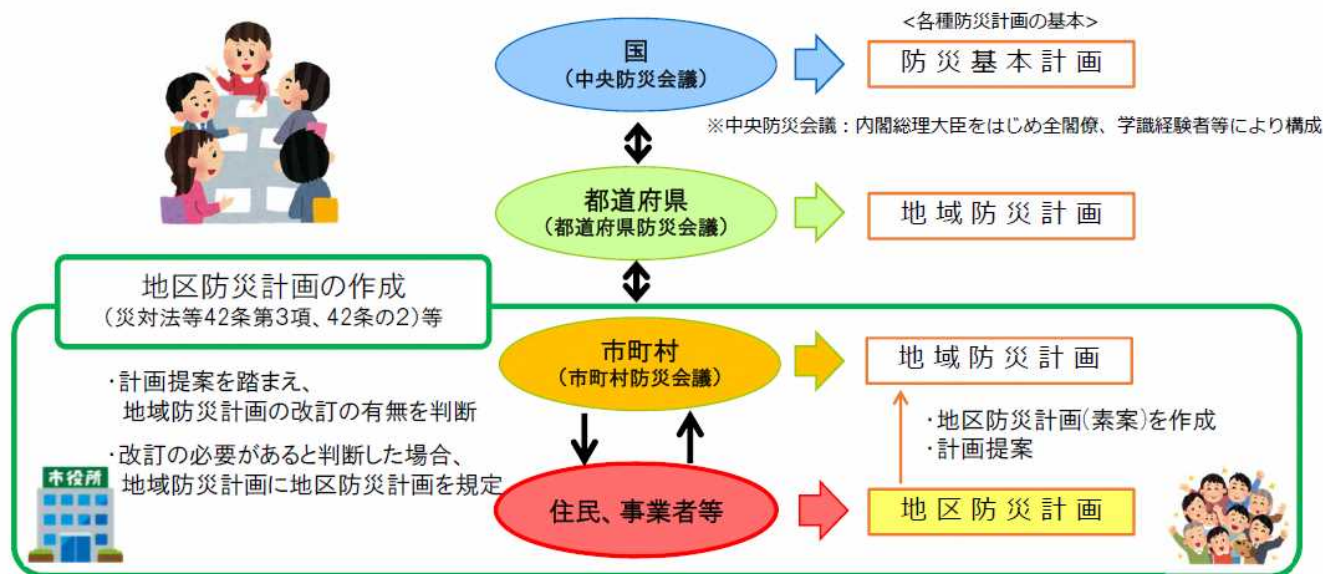 <各種防災計画の基本>
国
(中央防災会議)
防災基本計画
※中央防災会議：内閣総理大臣をはじめ全閣僚、学識経験者等により構成
都道府県
(都道府県防災会議)
地域防災計画
地区防災計画の作成
(災対法等42条第3項、42条の2)等
市町村
(市町村防災会議)
地域防災計画
・計画提案を踏まえ、
地域防災計画の改訂の有無を判断
・改訂の必要があると判断した場合、
地域防災計画に地区防災計画を規定
・地区防災計画(素案)を作成
・計画提案
市役所
住民、事業者等
地区防災計画